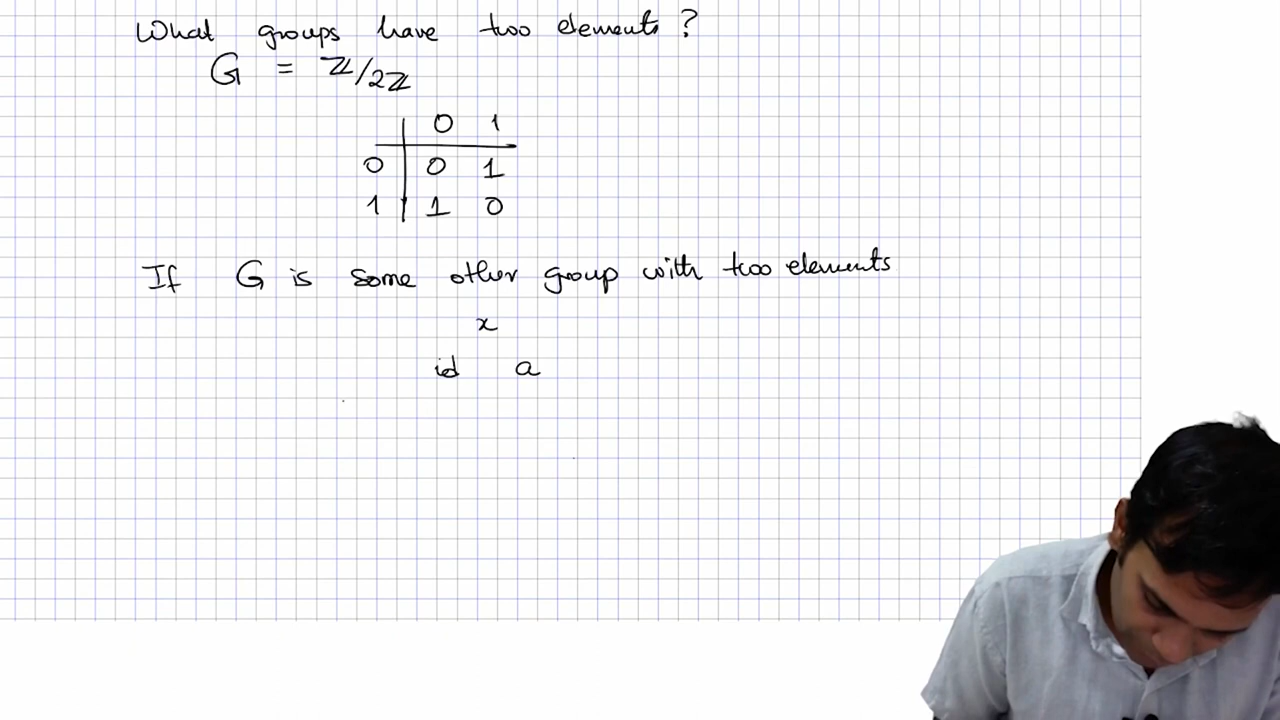 What groups have two elements?
G = ℤ/2ℤ
0 1
0 0 1
1 1 0
If G is some other group with two elements
x
id a